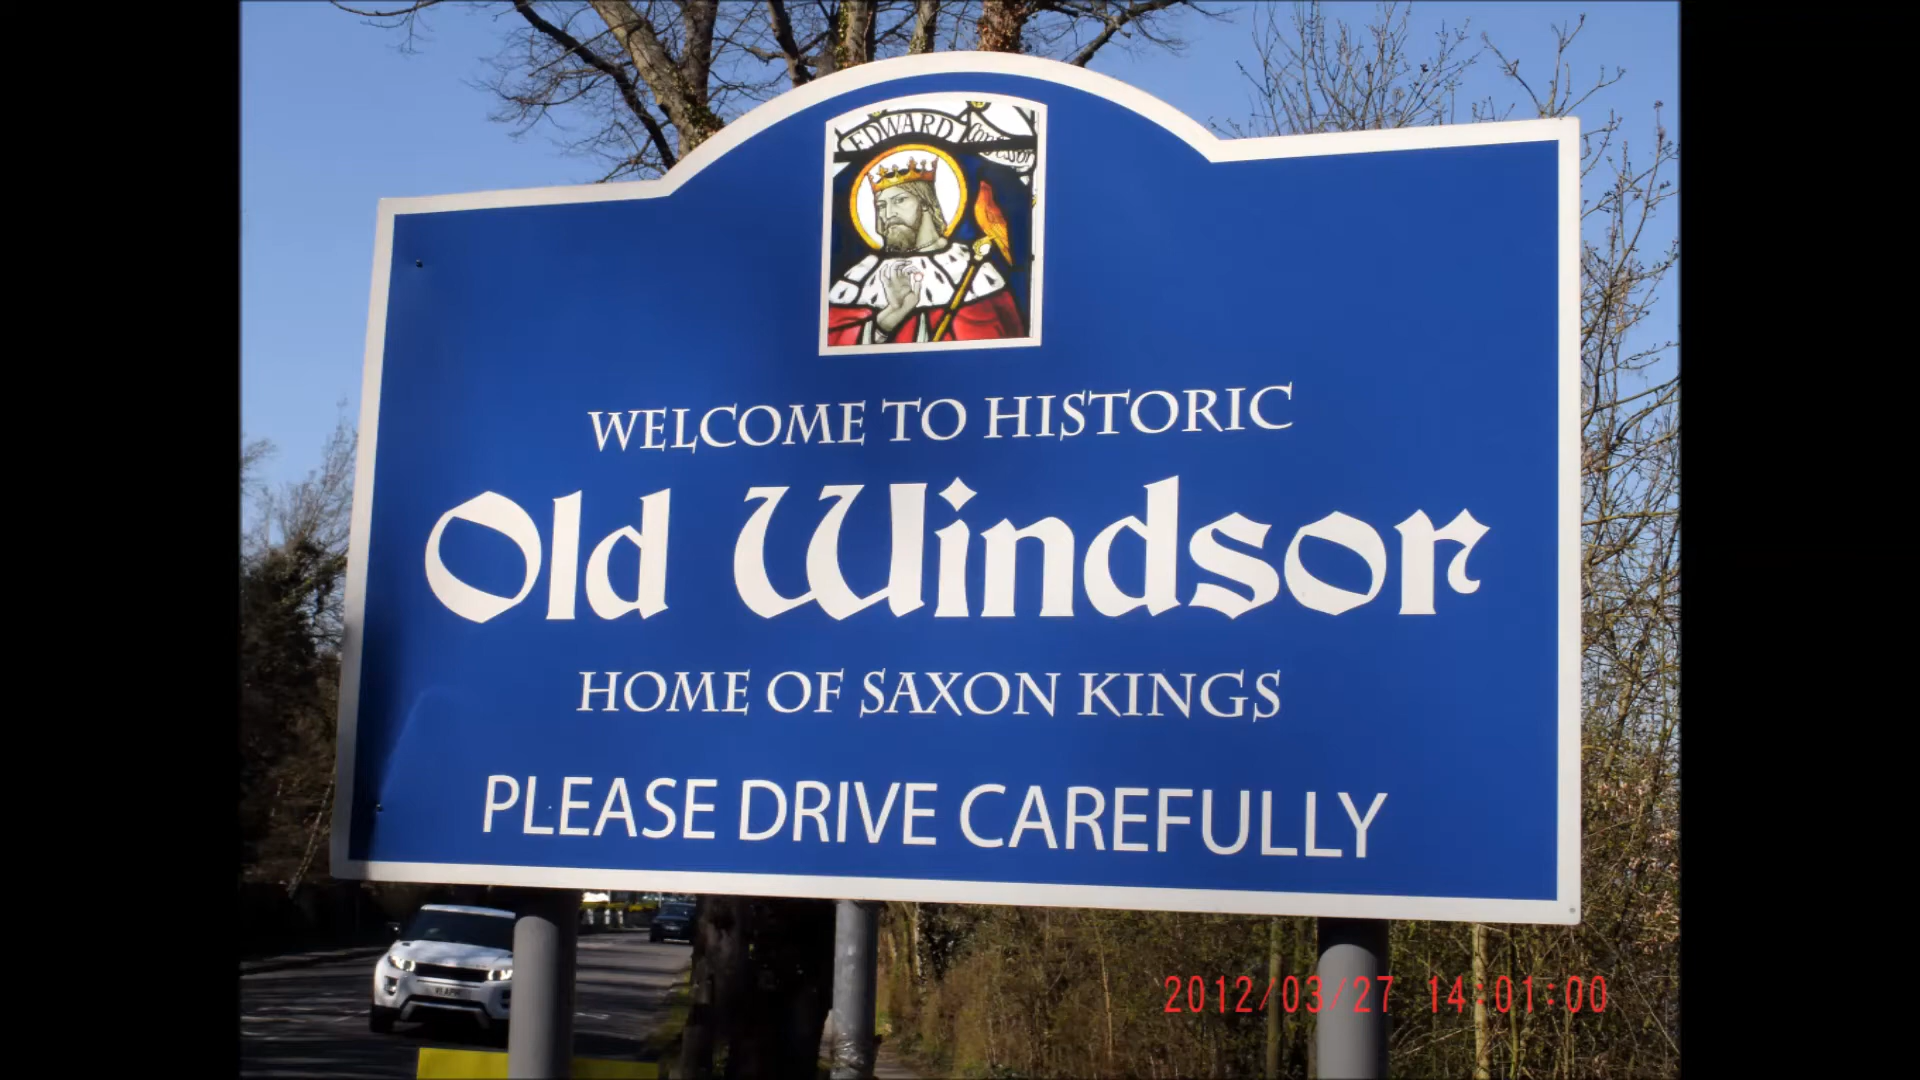 EDWARD Confessor
WELCOME TO HISTORIC
Old Windsor
HOME OF SAXON KINGS
PLEASE DRIVE CAREFULLY
2012/03/27 14:01:00